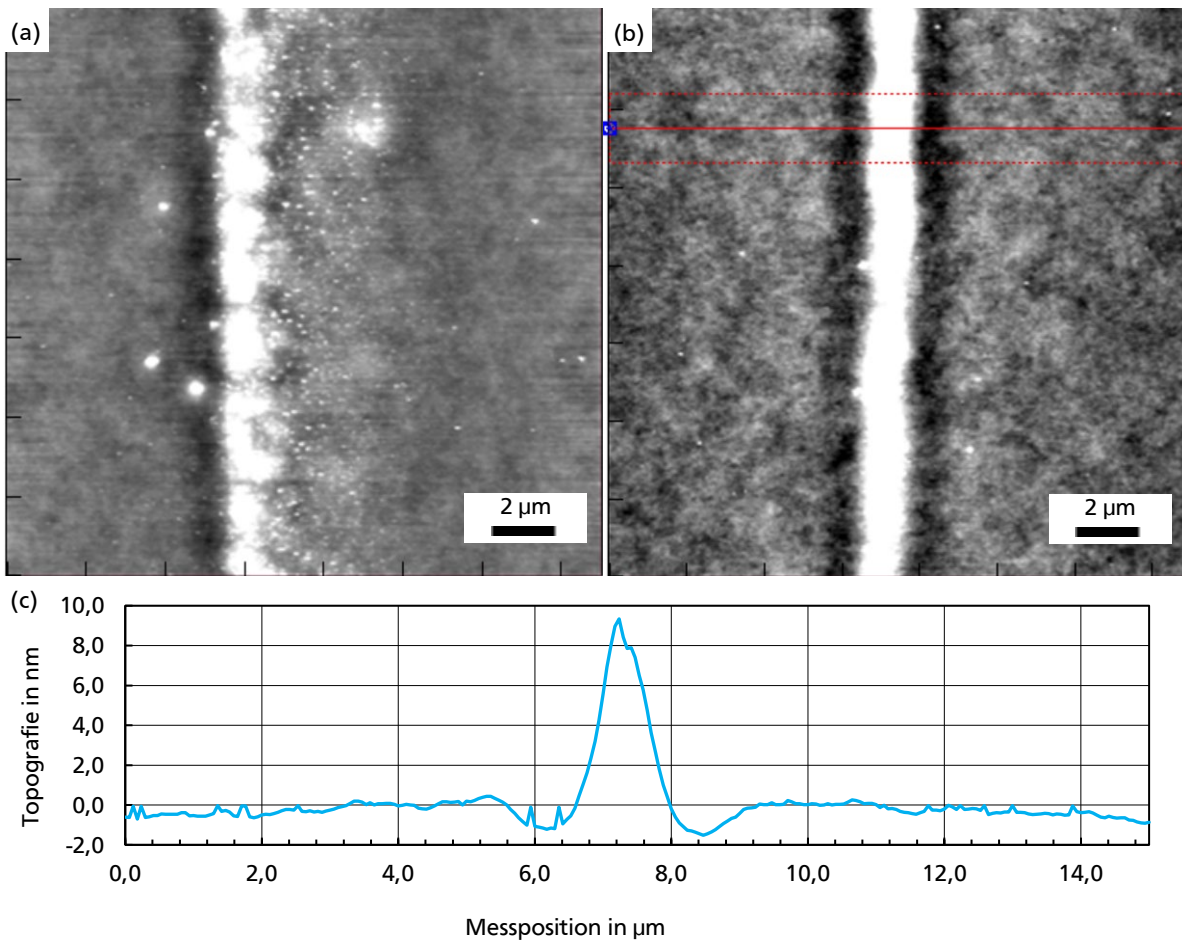 (a)
(b)
2 µm
2 µm
(c)
10,0
8,0
6,0
4,0
2,0
0,0
-2,0
Topografie in nm
0,0 2,0 4,0 6,0 8,0 10,0 12,0 14,0
Messposition in µm